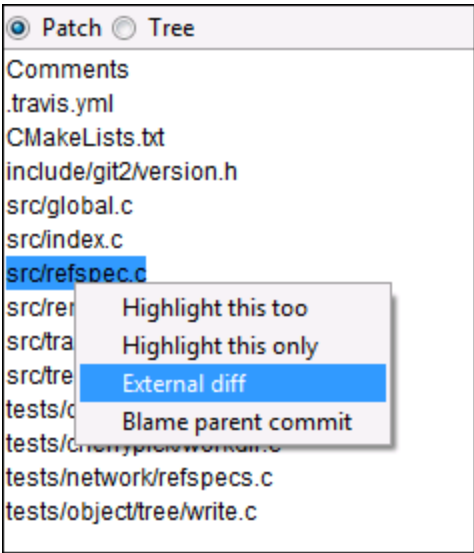 Patch Tree
Comments
.travis.yml
CMakeLists.txt
include/git2/version.h
src/global.c
src/index.c
src/refspec.c
Highlight this too
Highlight this only
External diff
Blame parent commit
tests/network/refspecs.c
tests/object/tree/write.c